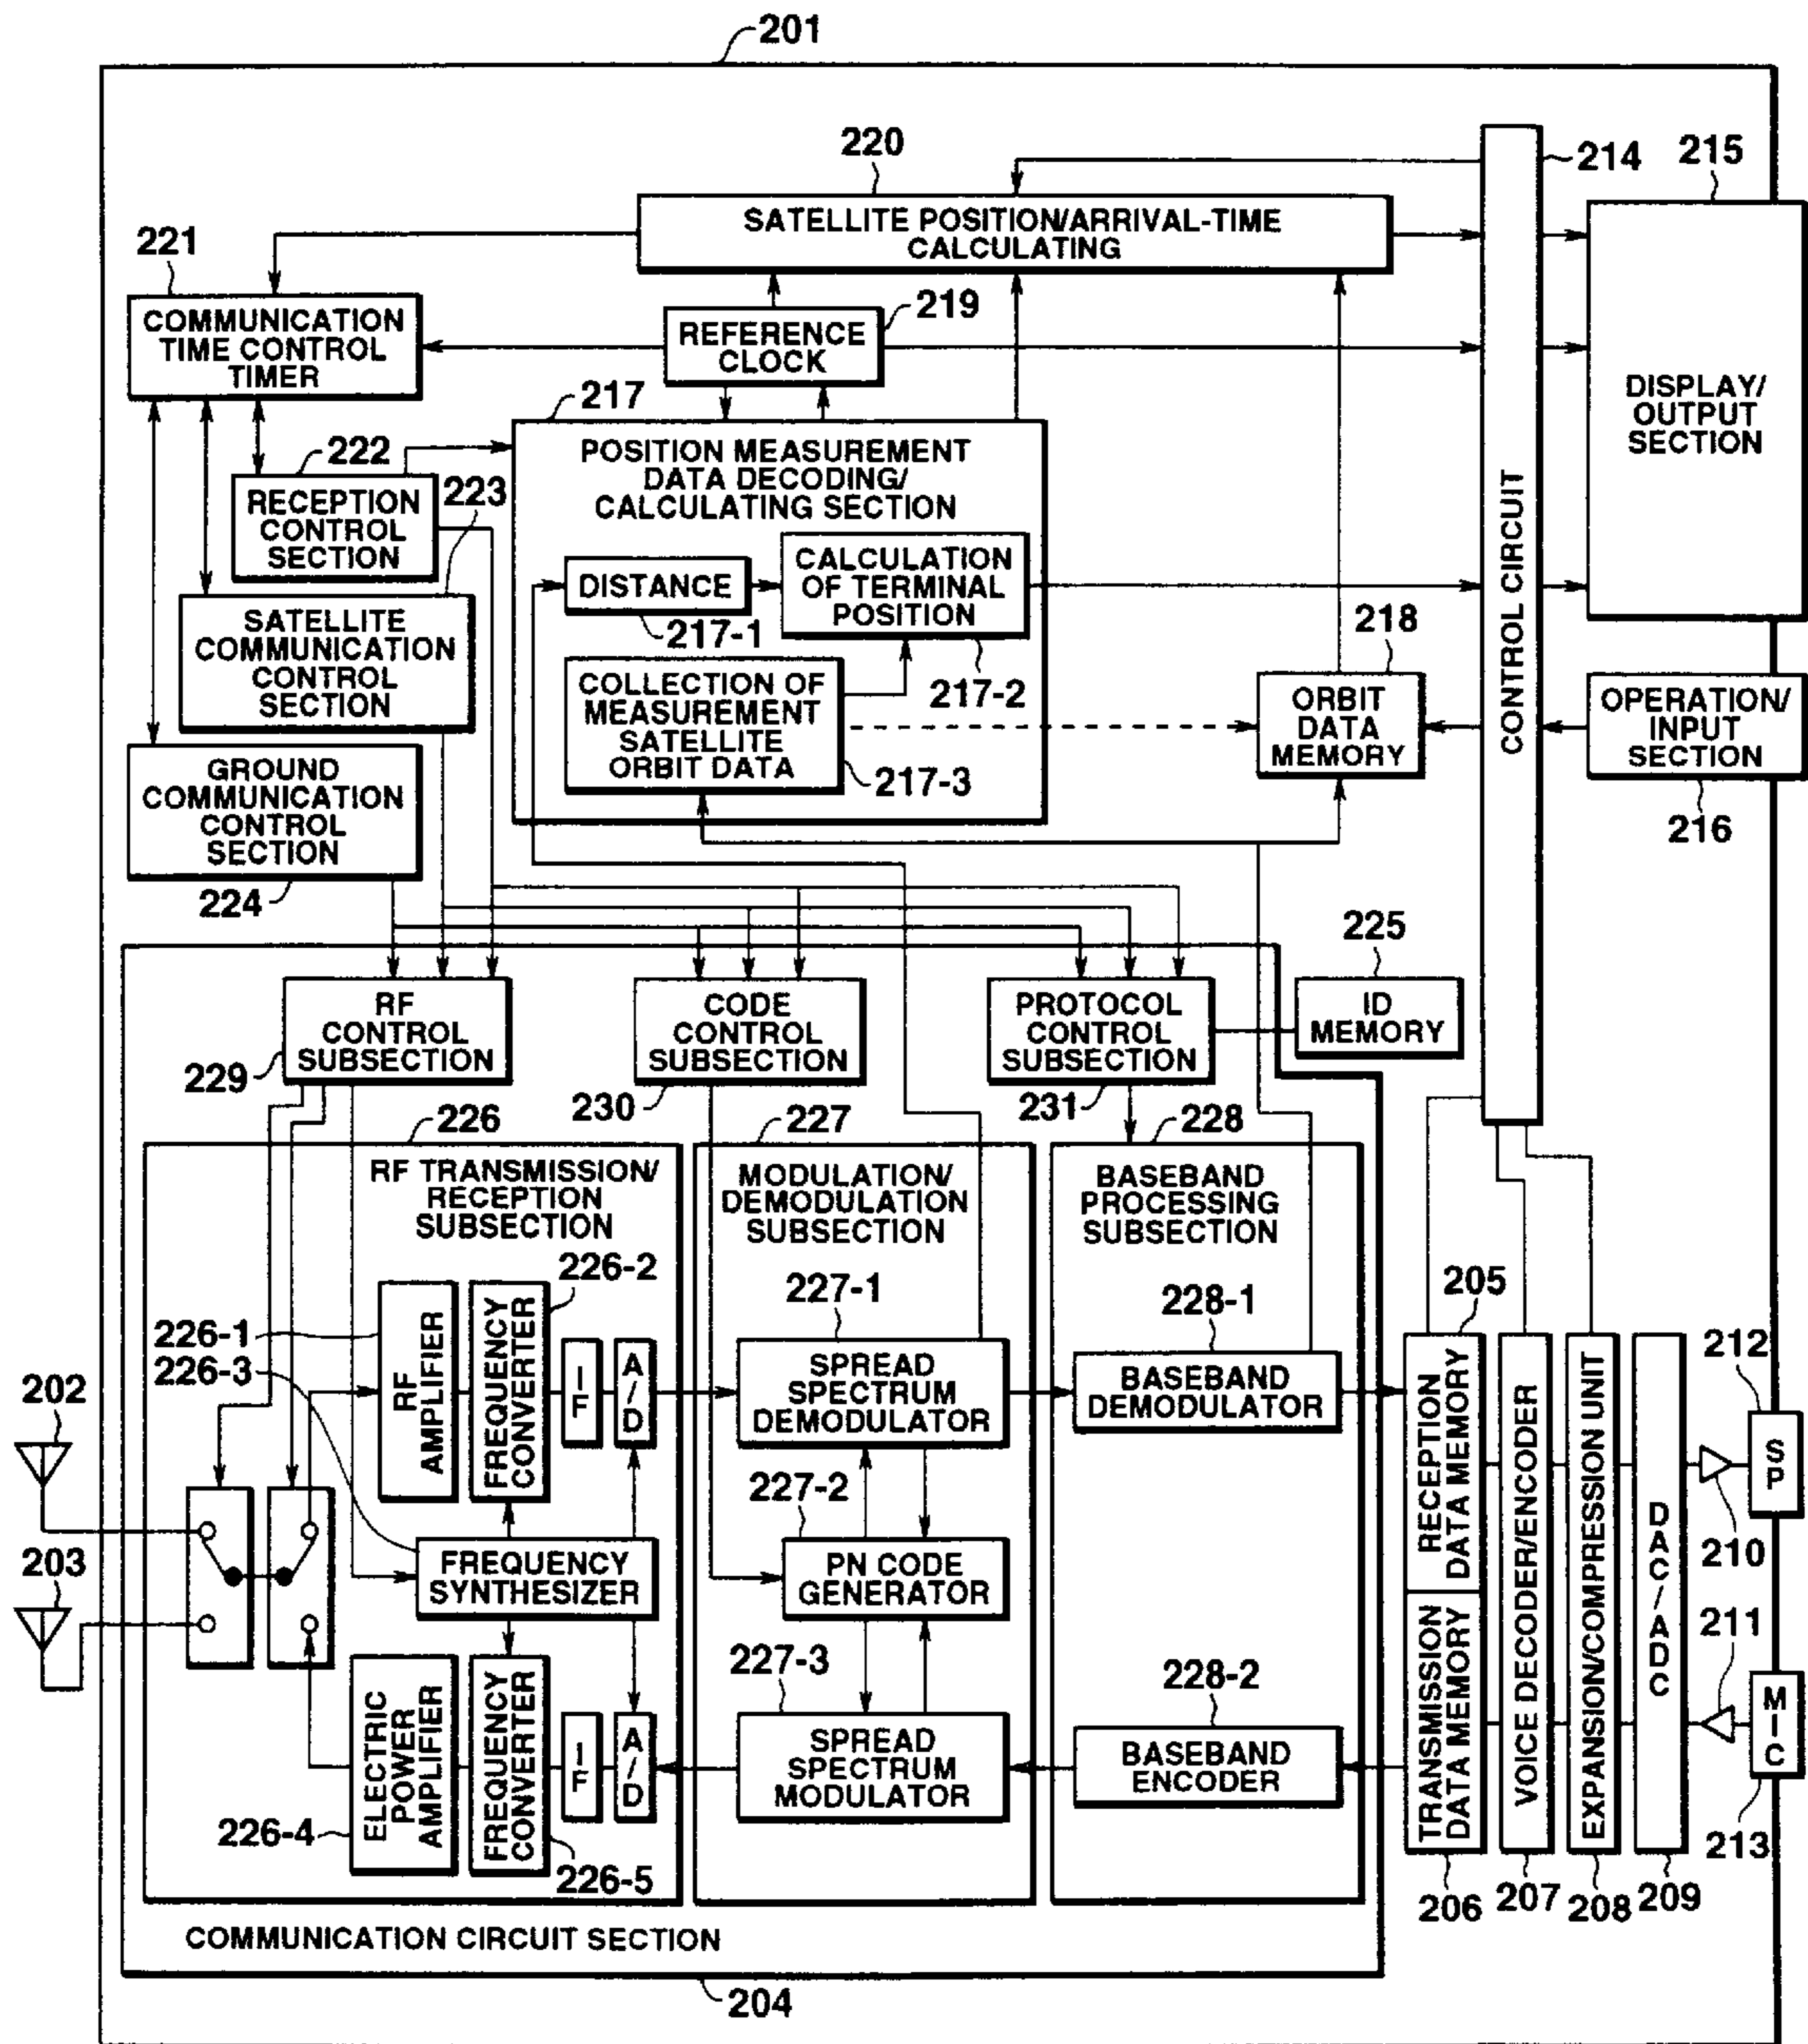 201
220
214
215
SATELLITE POSITION/ARRIVAL-TIME
CALCULATING
221
COMMUNICATION
TIME CONTROL
TIMER
219
REFERENCE
CLOCK
DISPLAY/
OUTPUT
SECTION
217
POSITION MEASUREMENT
DATA DECODING/
CALCULATING SECTION
222
RECEPTION
CONTROL
SECTION
223
CONTROL CIRCUIT
DISTANCE
217-1
CALCULATION
OF TERMINAL
POSITION
217-2
SATELLITE
COMMUNICATION
CONTROL
SECTION
218
ORBIT
DATA
MEMORY
COLLECTION OF
MEASUREMENT
SATELLITE
ORBIT DATA
217-3
OPERATION/
INPUT
SECTION
216
GROUND
COMMUNICATION
CONTROL
SECTION
224
225
ID
MEMORY
RF
CONTROL
SUBSECTION
229
CODE
CONTROL
SUBSECTION
230
PROTOCOL
CONTROL
SUBSECTION
231
226
RF TRANSMISSION/
RECEPTION
SUBSECTION
227
MODULATION/
DEMODULATION
SUBSECTION
228
BASEBAND
PROCESSING
SUBSECTION
226-2
226-1
226-3
RF
AMPLIFIER
FREQUENCY
CONVERTER
IF
A/D
227-1
SPREAD
SPECTRUM
DEMODULATOR
228-1
BASEBAND
DEMODULATOR
205
RECEPTION
DATA MEMORY
VOICE DECODER/ENCODER
EXPANSION/COMPRESSION UNIT
DAC/ADC
212
SP
210
202
203
FREQUENCY
SYNTHESIZER
227-2
PN CODE
GENERATOR
211
MIC
213
226-4
ELECTRIC
POWER
AMPLIFIER
FREQUENCY
CONVERTER
226-5
IF
A/D
227-3
SPREAD
SPECTRUM
MODULATOR
228-2
BASEBAND
ENCODER
TRANSMISSION
DATA MEMORY
206
207
208
209
COMMUNICATION CIRCUIT SECTION
204